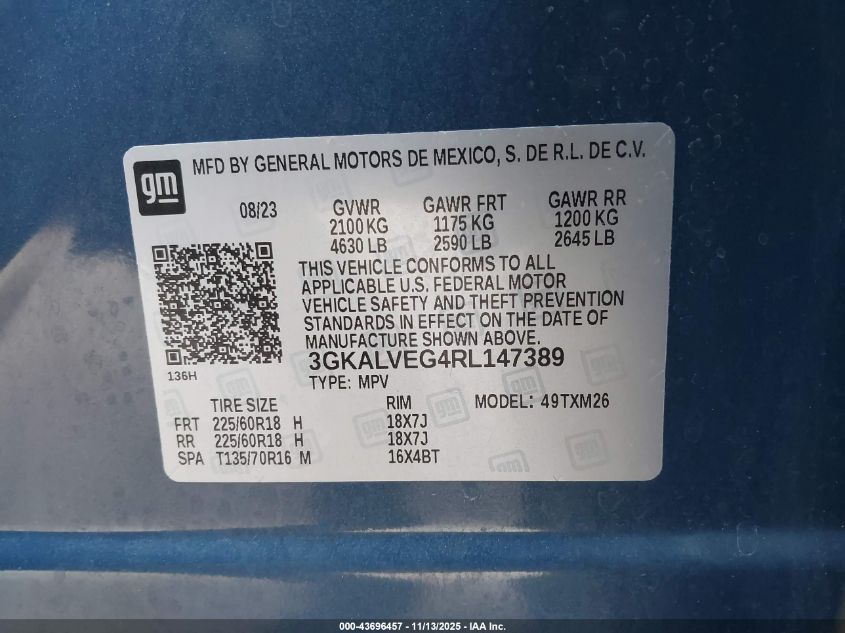 gm MFD BY GENERAL MOTORS DE MEXICO, S. DE R.L. DE C.V.
08/23 GVWR GAWR FRT GAWR RR
2100 KG 1175 KG 1200 KG
4630 LB 2590 LB 2645 LB
THIS VEHICLE CONFORMS TO ALL
APPLICABLE U.S. FEDERAL MOTOR
VEHICLE SAFETY AND THEFT PREVENTION
STANDARDS IN EFFECT ON THE DATE OF
MANUFACTURE SHOWN ABOVE.
3GKALVEG4RL147389
136H
TYPE: MPV
TIRE SIZE RIM MODEL: 49TXM26
FRT 225/60R18 H 18X7J
RR 225/60R18 H 18X7J
SPA T135/70R16 M 16X4BT
000-43696457 - 11/13/2025 - IAA Inc.